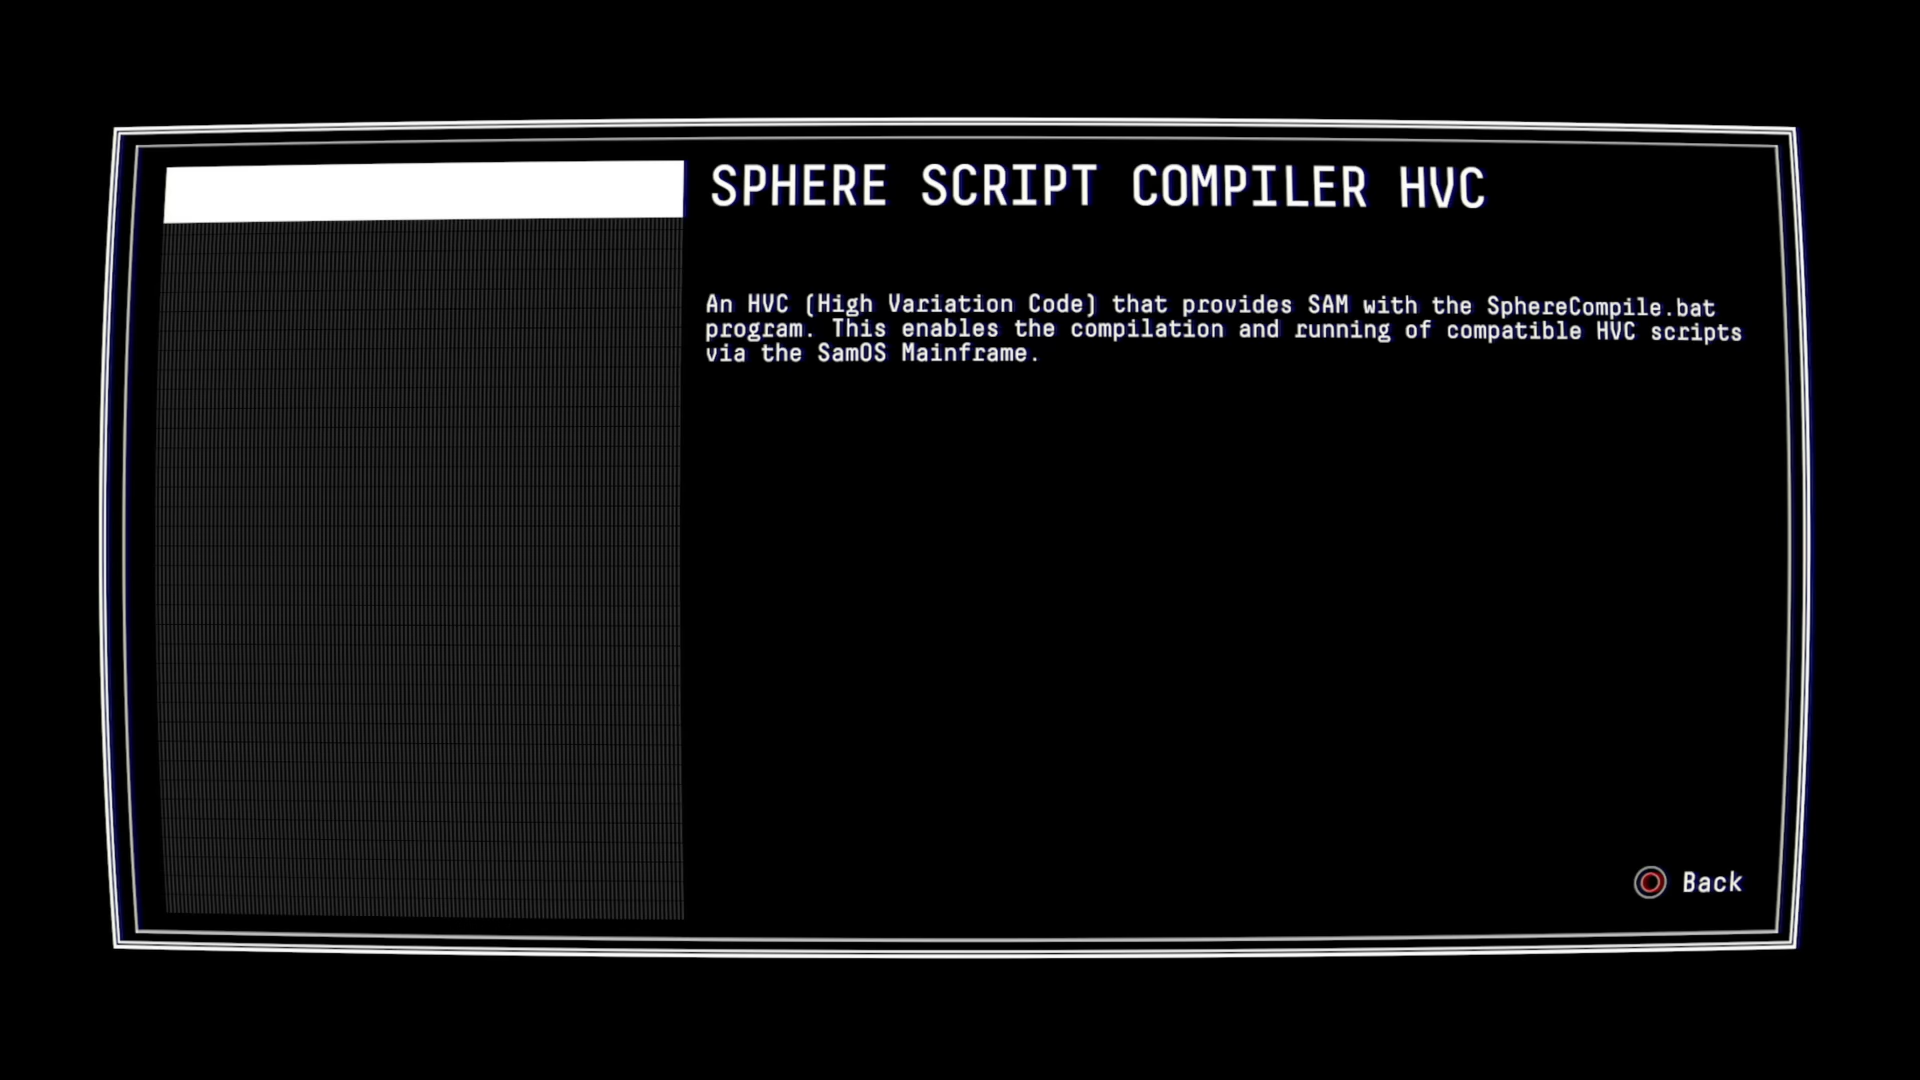 SPHERE SCRIPT COMPILER HVC
An HVC (High Variation Code) that provides SAM with the SphereCompile.bat
program. This enables the compilation and running of compatible HVC scripts
via the SamOS Mainframe.
Back